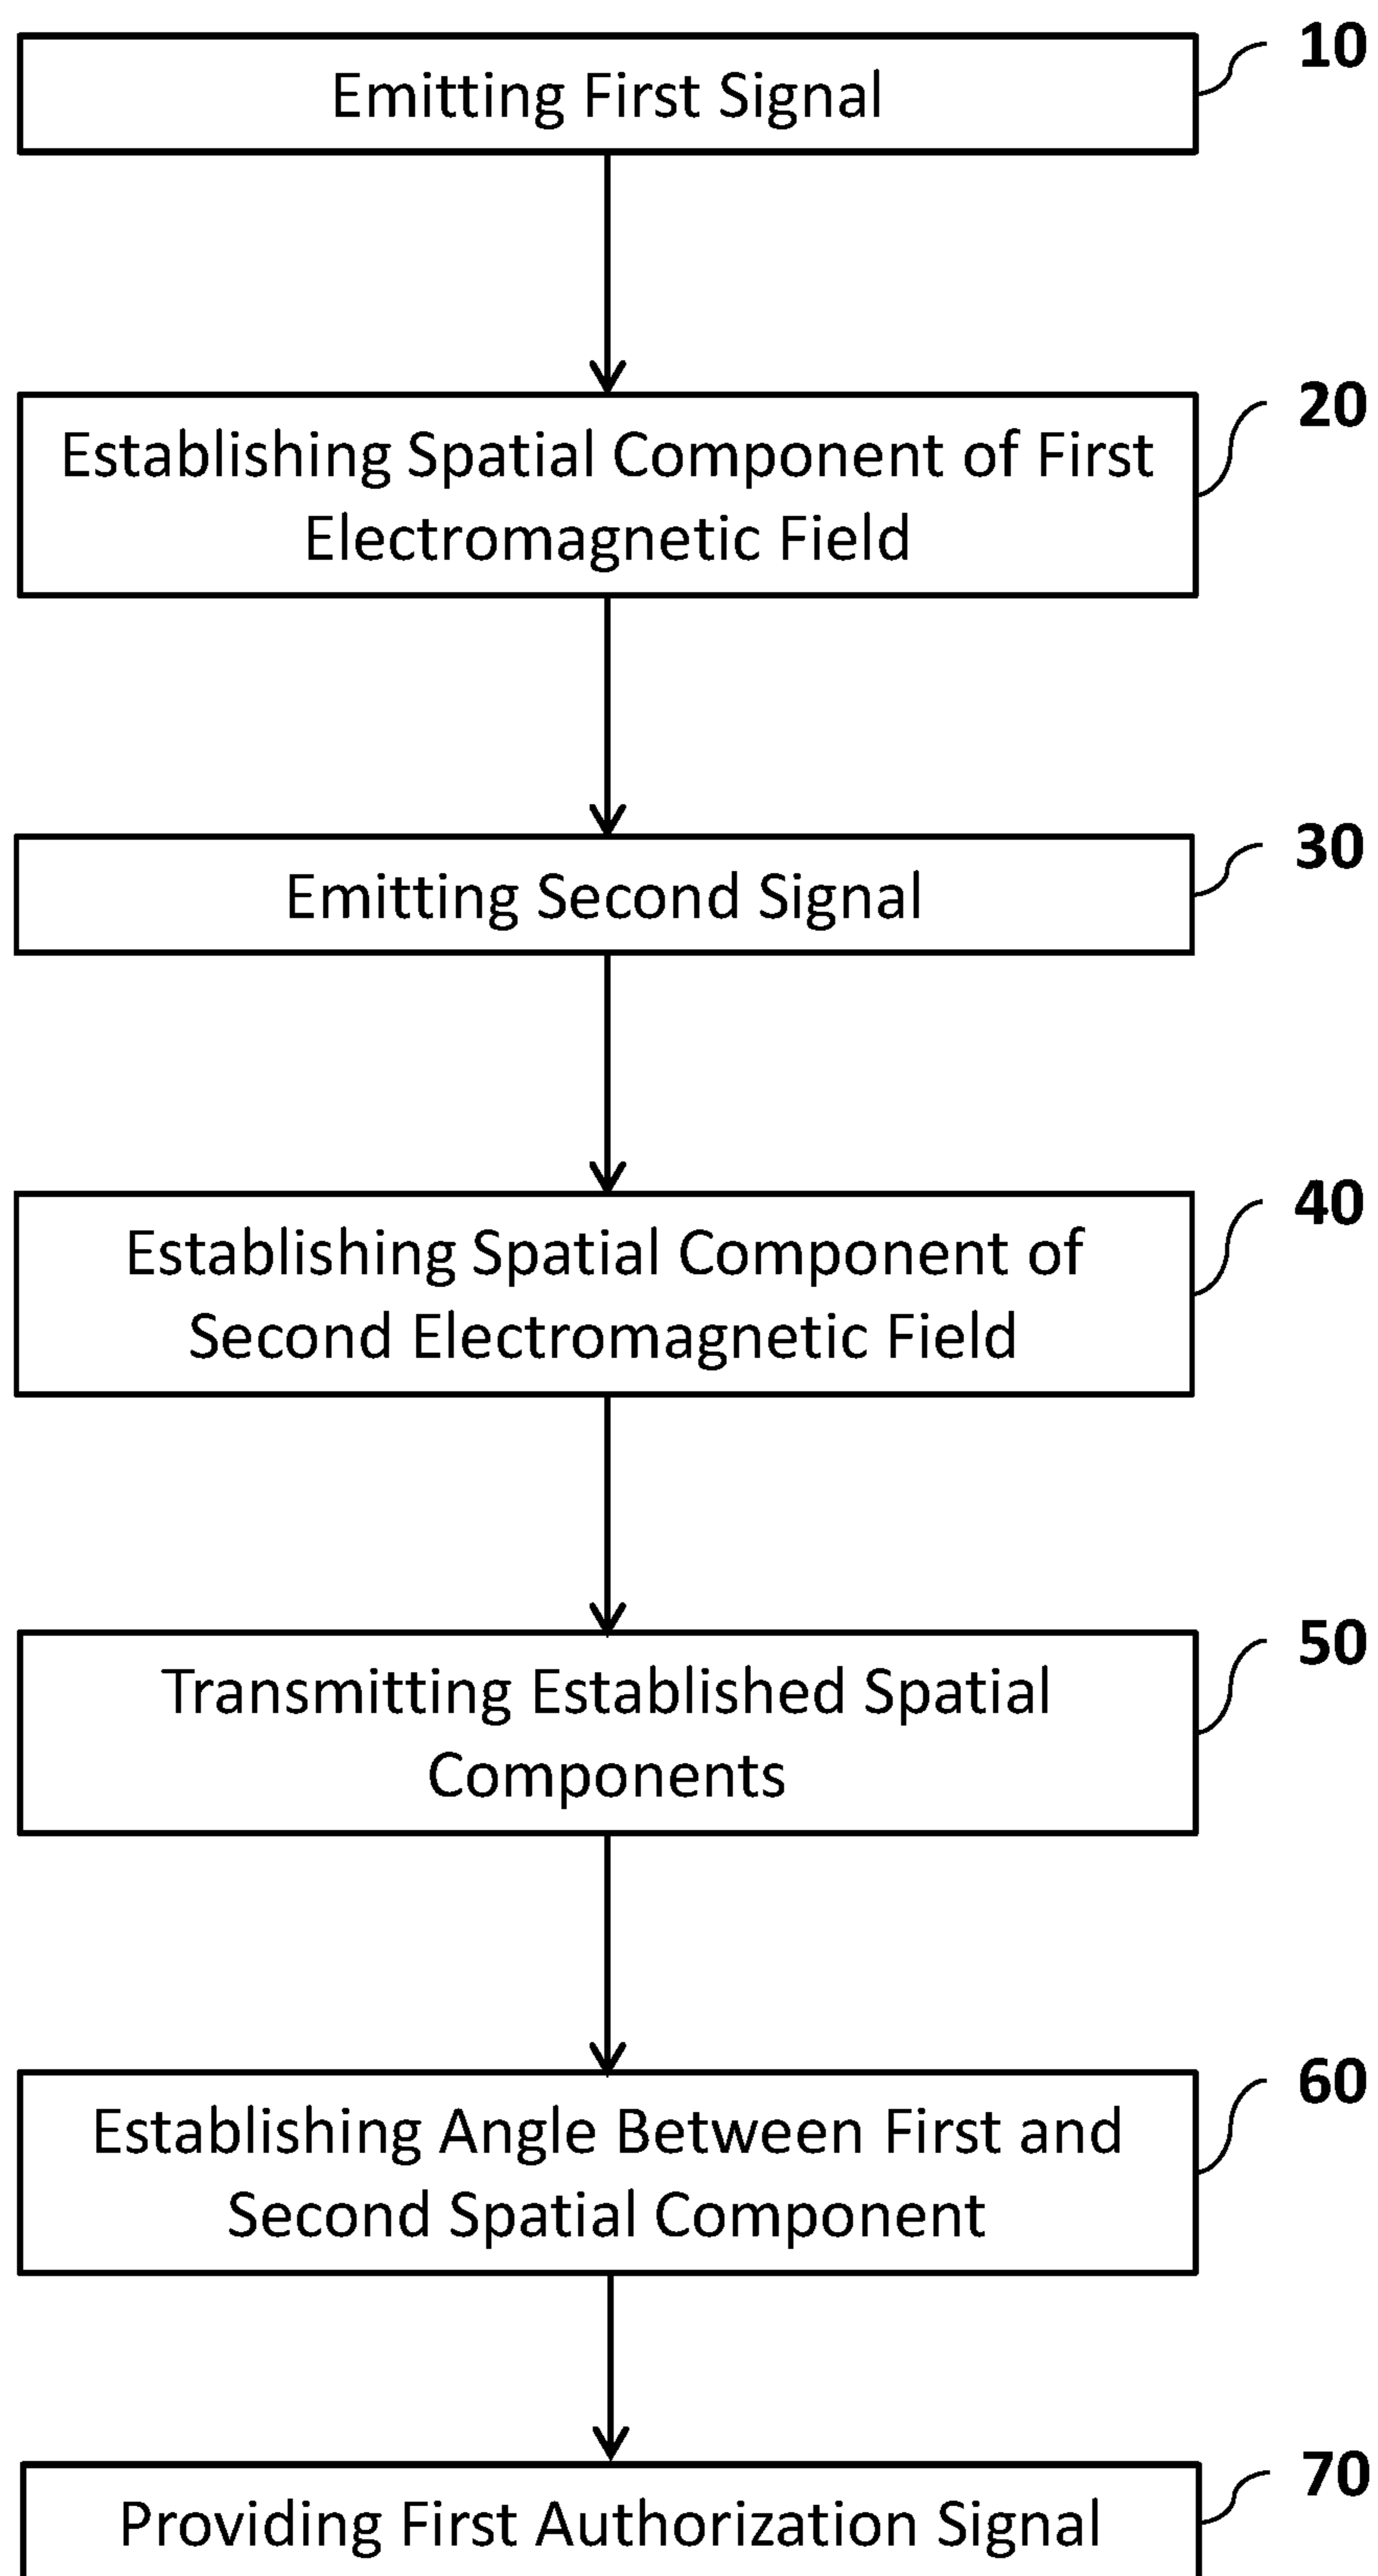 Emitting First Signal
10
Establishing Spatial Component of First
Electromagnetic Field
20
Emitting Second Signal
30
Establishing Spatial Component of
Second Electromagnetic Field
40
Transmitting Established Spatial
Components
50
Establishing Angle Between First and
Second Spatial Component
60
Providing First Authorization Signal
70